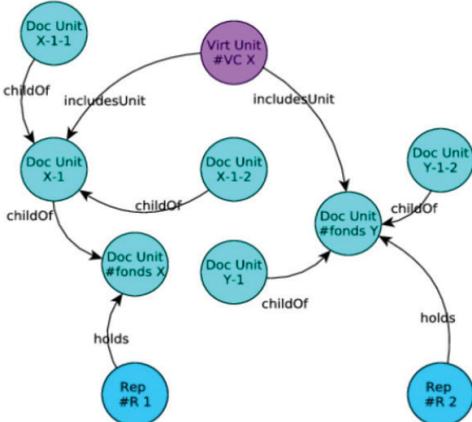 Doc Unit
X-1-1
Virt Unit
#VC X
childOf
includesUnit
includesUnit
Doc Unit
X-1
Doc Unit
X-1-2
Doc Unit
Y-1-2
childOf
childOf
childOf
Doc Unit
#fonds Y
Doc Unit
#fonds X
Doc Unit
Y-1
childOf
holds
holds
Rep
#R 1
Rep
#R 2